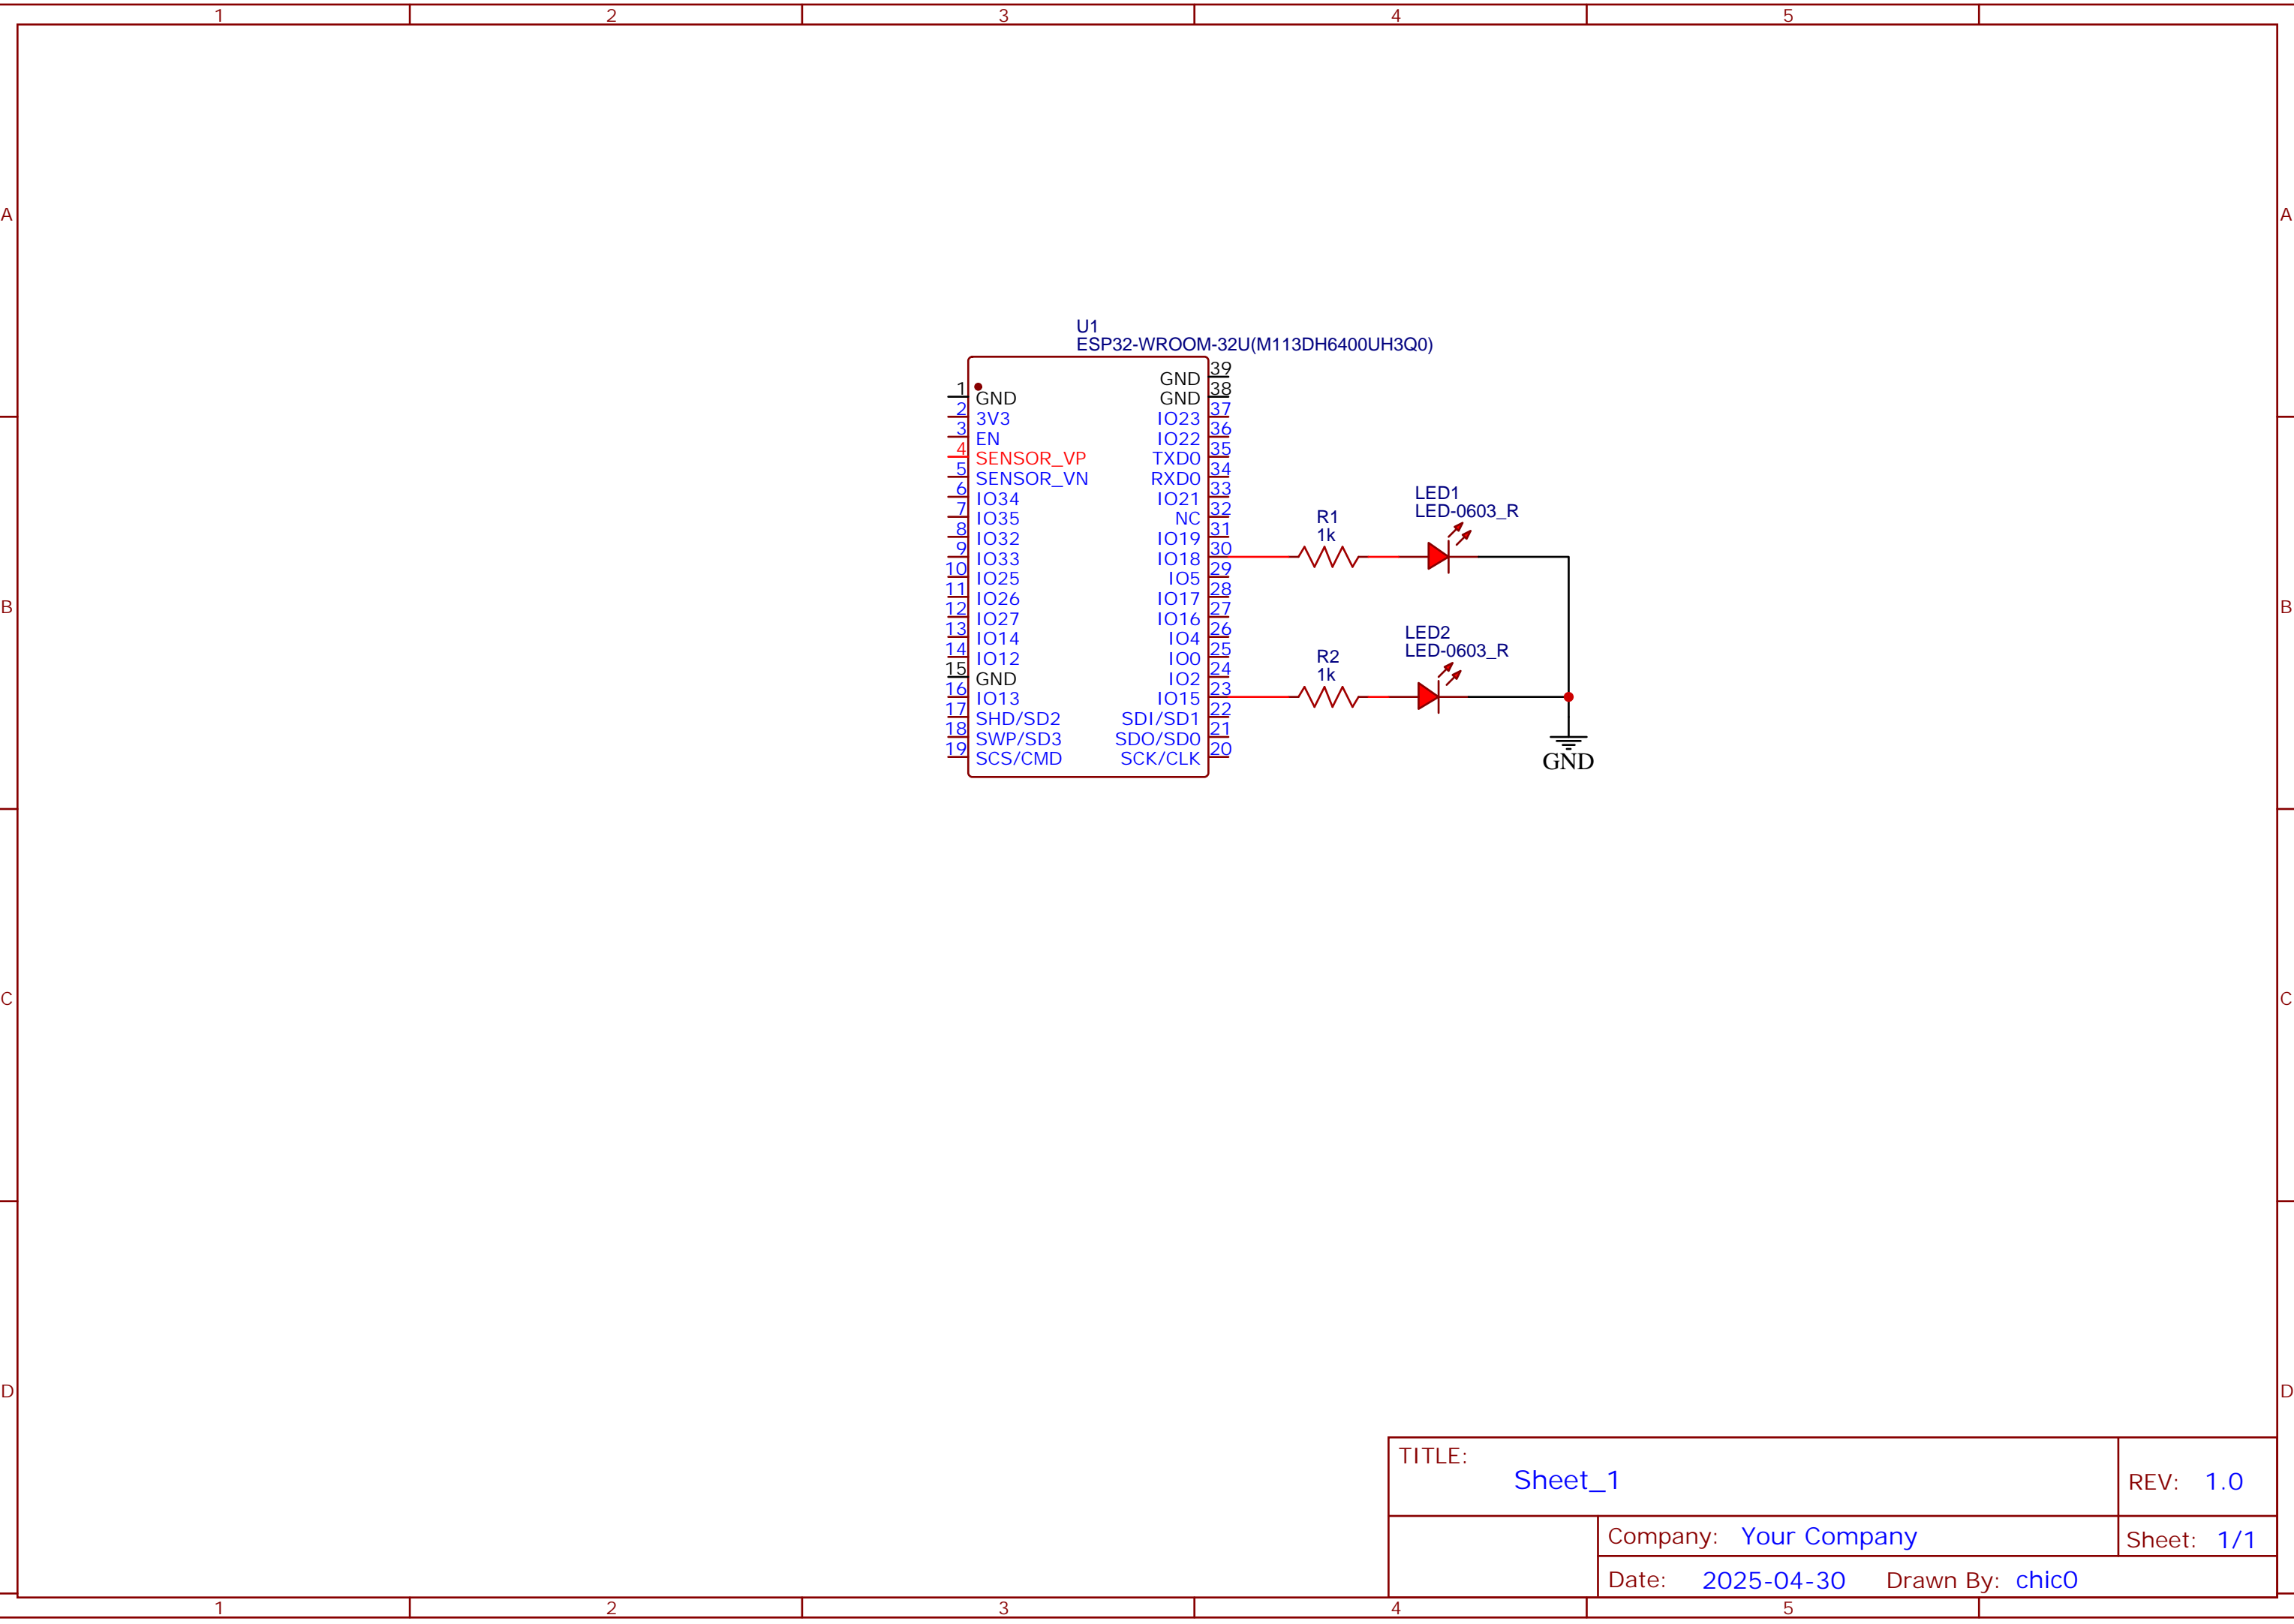 1 2 3 4 5
A A
B B
C C
D D
U1
ESP32-WROOM-32U(M113DH6400UH3Q0)
1 GND
2 3V3
3 EN
4 SENSOR_VP
5 SENSOR_VN
6 IO34
7 IO35
8 IO32
9 IO33
10 IO25
11 IO26
12 IO27
13 IO14
14 IO12
15 GND
16 IO13
17 SHD/SD2
18 SWP/SD3
19 SCS/CMD
GND 39
GND 38
IO23 37
IO22 36
TXD0 35
RXD0 34
IO21 33
NC 32
IO19 31
IO18 30
IO5 29
IO17 28
IO16 27
IO4 26
IO0 25
IO2 24
IO15 23
SDI/SD1 22
SDO/SD0 21
SCK/CLK 20
R1
1k
LED1
LED-0603_R
R2
1k
LED2
LED-0603_R
GND
TITLE:
Sheet_1
REV: 1.0
Company: Your Company
Sheet: 1/1
Date: 2025-04-30 Drawn By: chic0
1 2 3 4 5